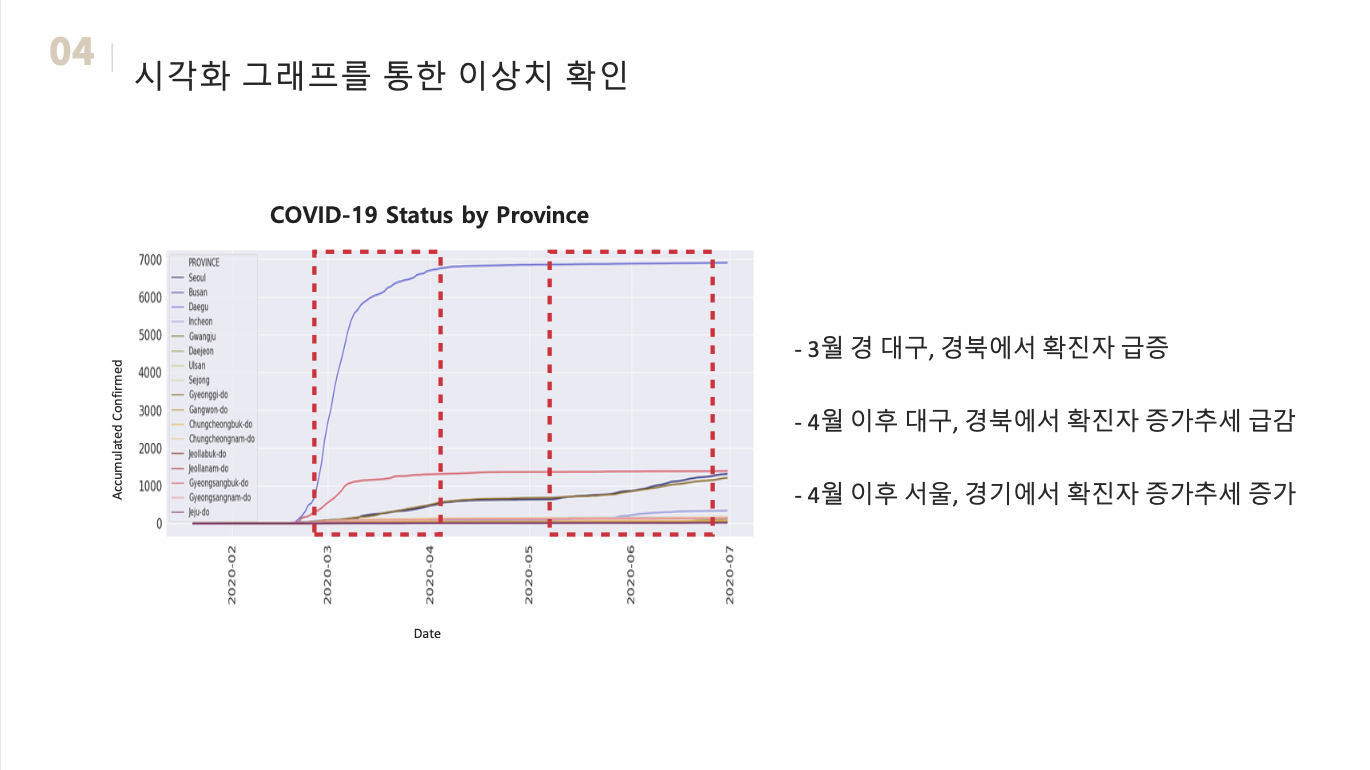 04
시각화 그래프를 통한 이상치 확인
COVID-19 Status by Province
Accumulated Confirmed
7000
6000
5000
4000
3000
2000
1000
0
PROVINCE
Seoul
Busan
Daegu
Incheon
Gwangju
Daejeon
Ulsan
Sejong
Gyeonggi-do
Gangwon-do
Chungcheongbuk-do
Chungcheongnam-do
Jeollabuk-do
Jeollanam-do
Gyeongsangbuk-do
Gyeongsangnam-do
Jeju-do
2020-02
2020-03
2020-04
2020-05
2020-06
2020-07
Date
- 3월 경 대구, 경북에서 확진자 급증
- 4월 이후 대구, 경북에서 확진자 증가추세 급감
- 4월 이후 서울, 경기에서 확진자 증가추세 증가